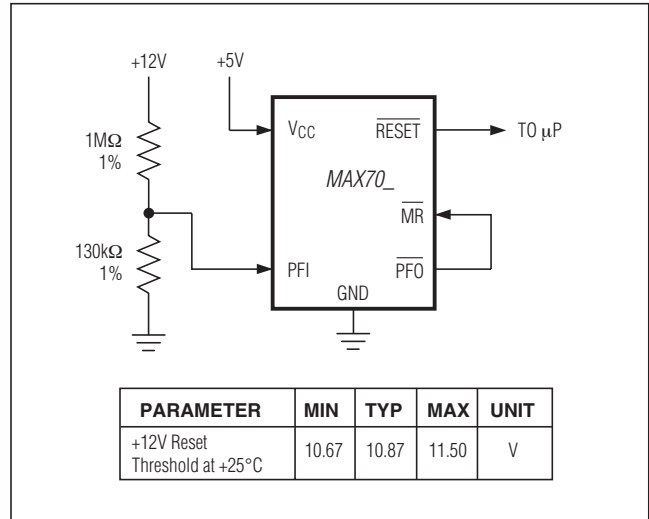 +12V
+5V
1MΩ
1%
130kΩ
1%
VCC
RESET
TO μP
MAX70_
MR
PFI
PFO
GND
PARAMETER MIN TYP MAX UNIT
+12V Reset
Threshold at +25°C 10.67 10.87 11.50 V